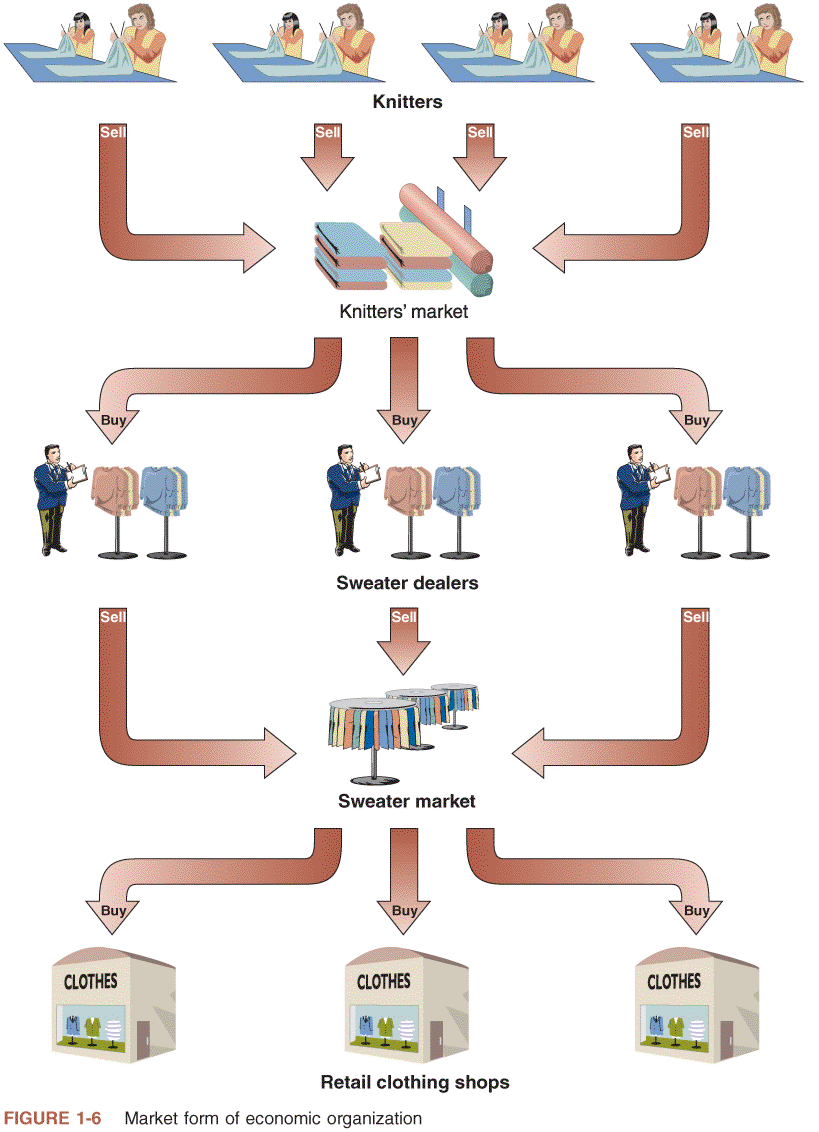 Knitters
Sell Sell Sell Sell
Knitters' market
Buy Buy Buy
Sweater dealers
Sell Sell Sell
Sweater market
Buy Buy Buy
CLOTHES CLOTHES CLOTHES
Retail clothing shops
FIGURE 1-6 Market form of economic organization